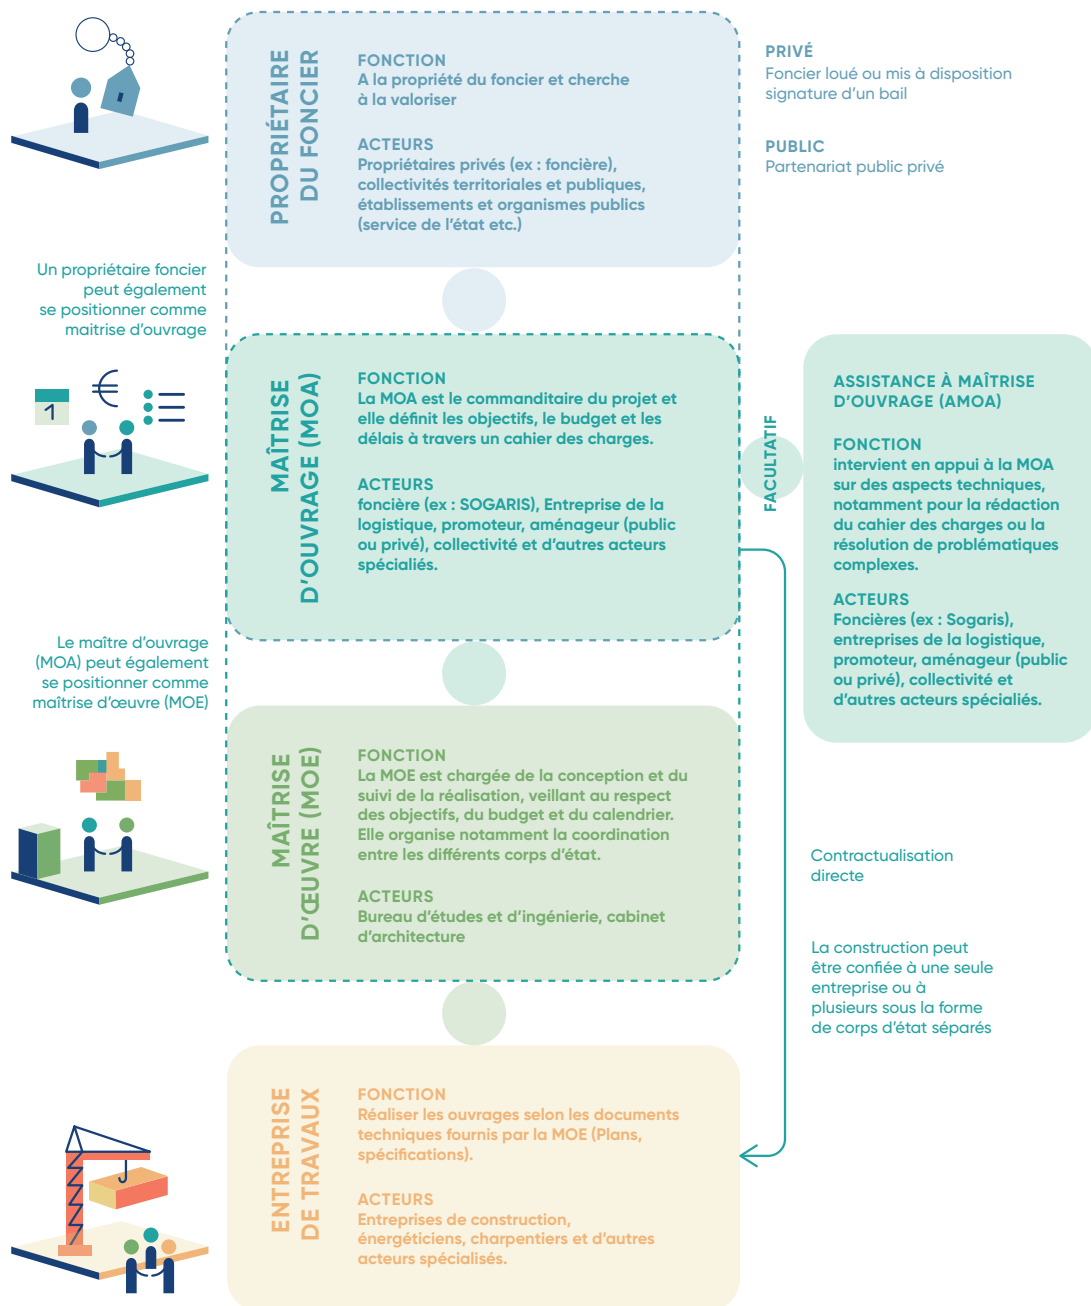 PROPRIÉTAIRE
DU FONCIER
FONCTION
A la propriété du foncier et cherche
à la valoriser
ACTEURS
Propriétaires privés (ex : foncière),
collectivités territoriales et publiques,
établissements et organismes publics
(service de l'état etc.)
PRIVÉ
Foncier loué ou mis à disposition
signature d'un bail
PUBLIC
Partenariat public privé
Un propriétaire foncier
peut également
se positionner comme
maitrise d'ouvrage
1
€
MAÎTRISE
D'OUVRAGE (MOA)
FONCTION
La MOA est le commanditaire du projet et
elle définit les objectifs, le budget et les
délais à travers un cahier des charges.
ACTEURS
foncière (ex : SOGARIS), Entreprise de la
logistique, promoteur, aménageur (public
ou privé), collectivité et d'autres acteurs
spécialiés.
FACULTATIF
ASSISTANCE À MAÎTRISE
D'OUVRAGE (AMOA)
FONCTION
intervient en appui à la MOA
sur des aspects techniques,
notamment pour la rédaction
du cahier des charges ou la
résolution de problématiques
complexes.
ACTEURS
Foncières (ex : Sogaris),
entreprises de la logistique,
promoteur, aménageur (public
ou privé), collectivité et
d'autres acteurs spécialiés.
Le maître d'ouvrage
(MOA) peut également
se positionner comme
maîtrise d'œuvre (MOE)
MAÎTRISE
D'ŒUVRE (MOE)
FONCTION
La MOE est chargée de la conception et du
suivi de la réalisation, veillant au respect
des objectifs, du budget et du calendrier.
Elle organise notamment la coordination
entre les différents corps d'état.
ACTEURS
Bureau d'études et d'ingénierie, cabinet
d'architecture
Contractualisation
directe
La construction peut
être confiée à une seule
entreprise ou à
plusieurs sous la forme
de corps d'état séparés
ENTREPRISE
DE TRAVAUX
FONCTION
Réaliser les ouvrages selon les documents
techniques fournis par la MOE (Plans,
spécifications).
ACTEURS
Entreprises de construction,
énergéticiens, charpentiers et d'autres
acteurs spécialisés.